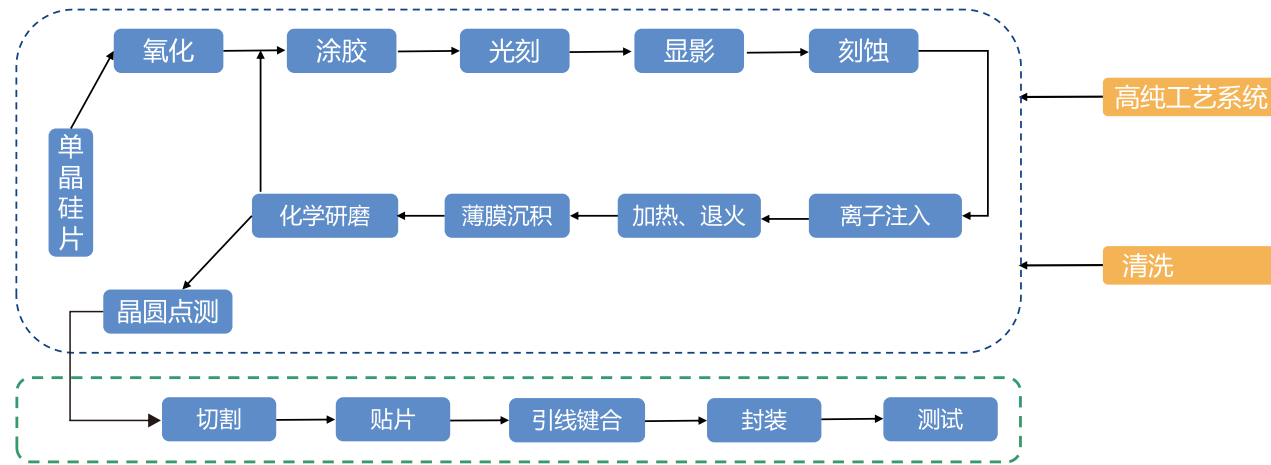 氧化
涂胶
光刻
显影
刻蚀
高纯工艺系统
单晶硅片
化学研磨
薄膜沉积
加热、退火
离子注入
清洗
晶圆点测
切割
贴片
引线键合
封装
测试